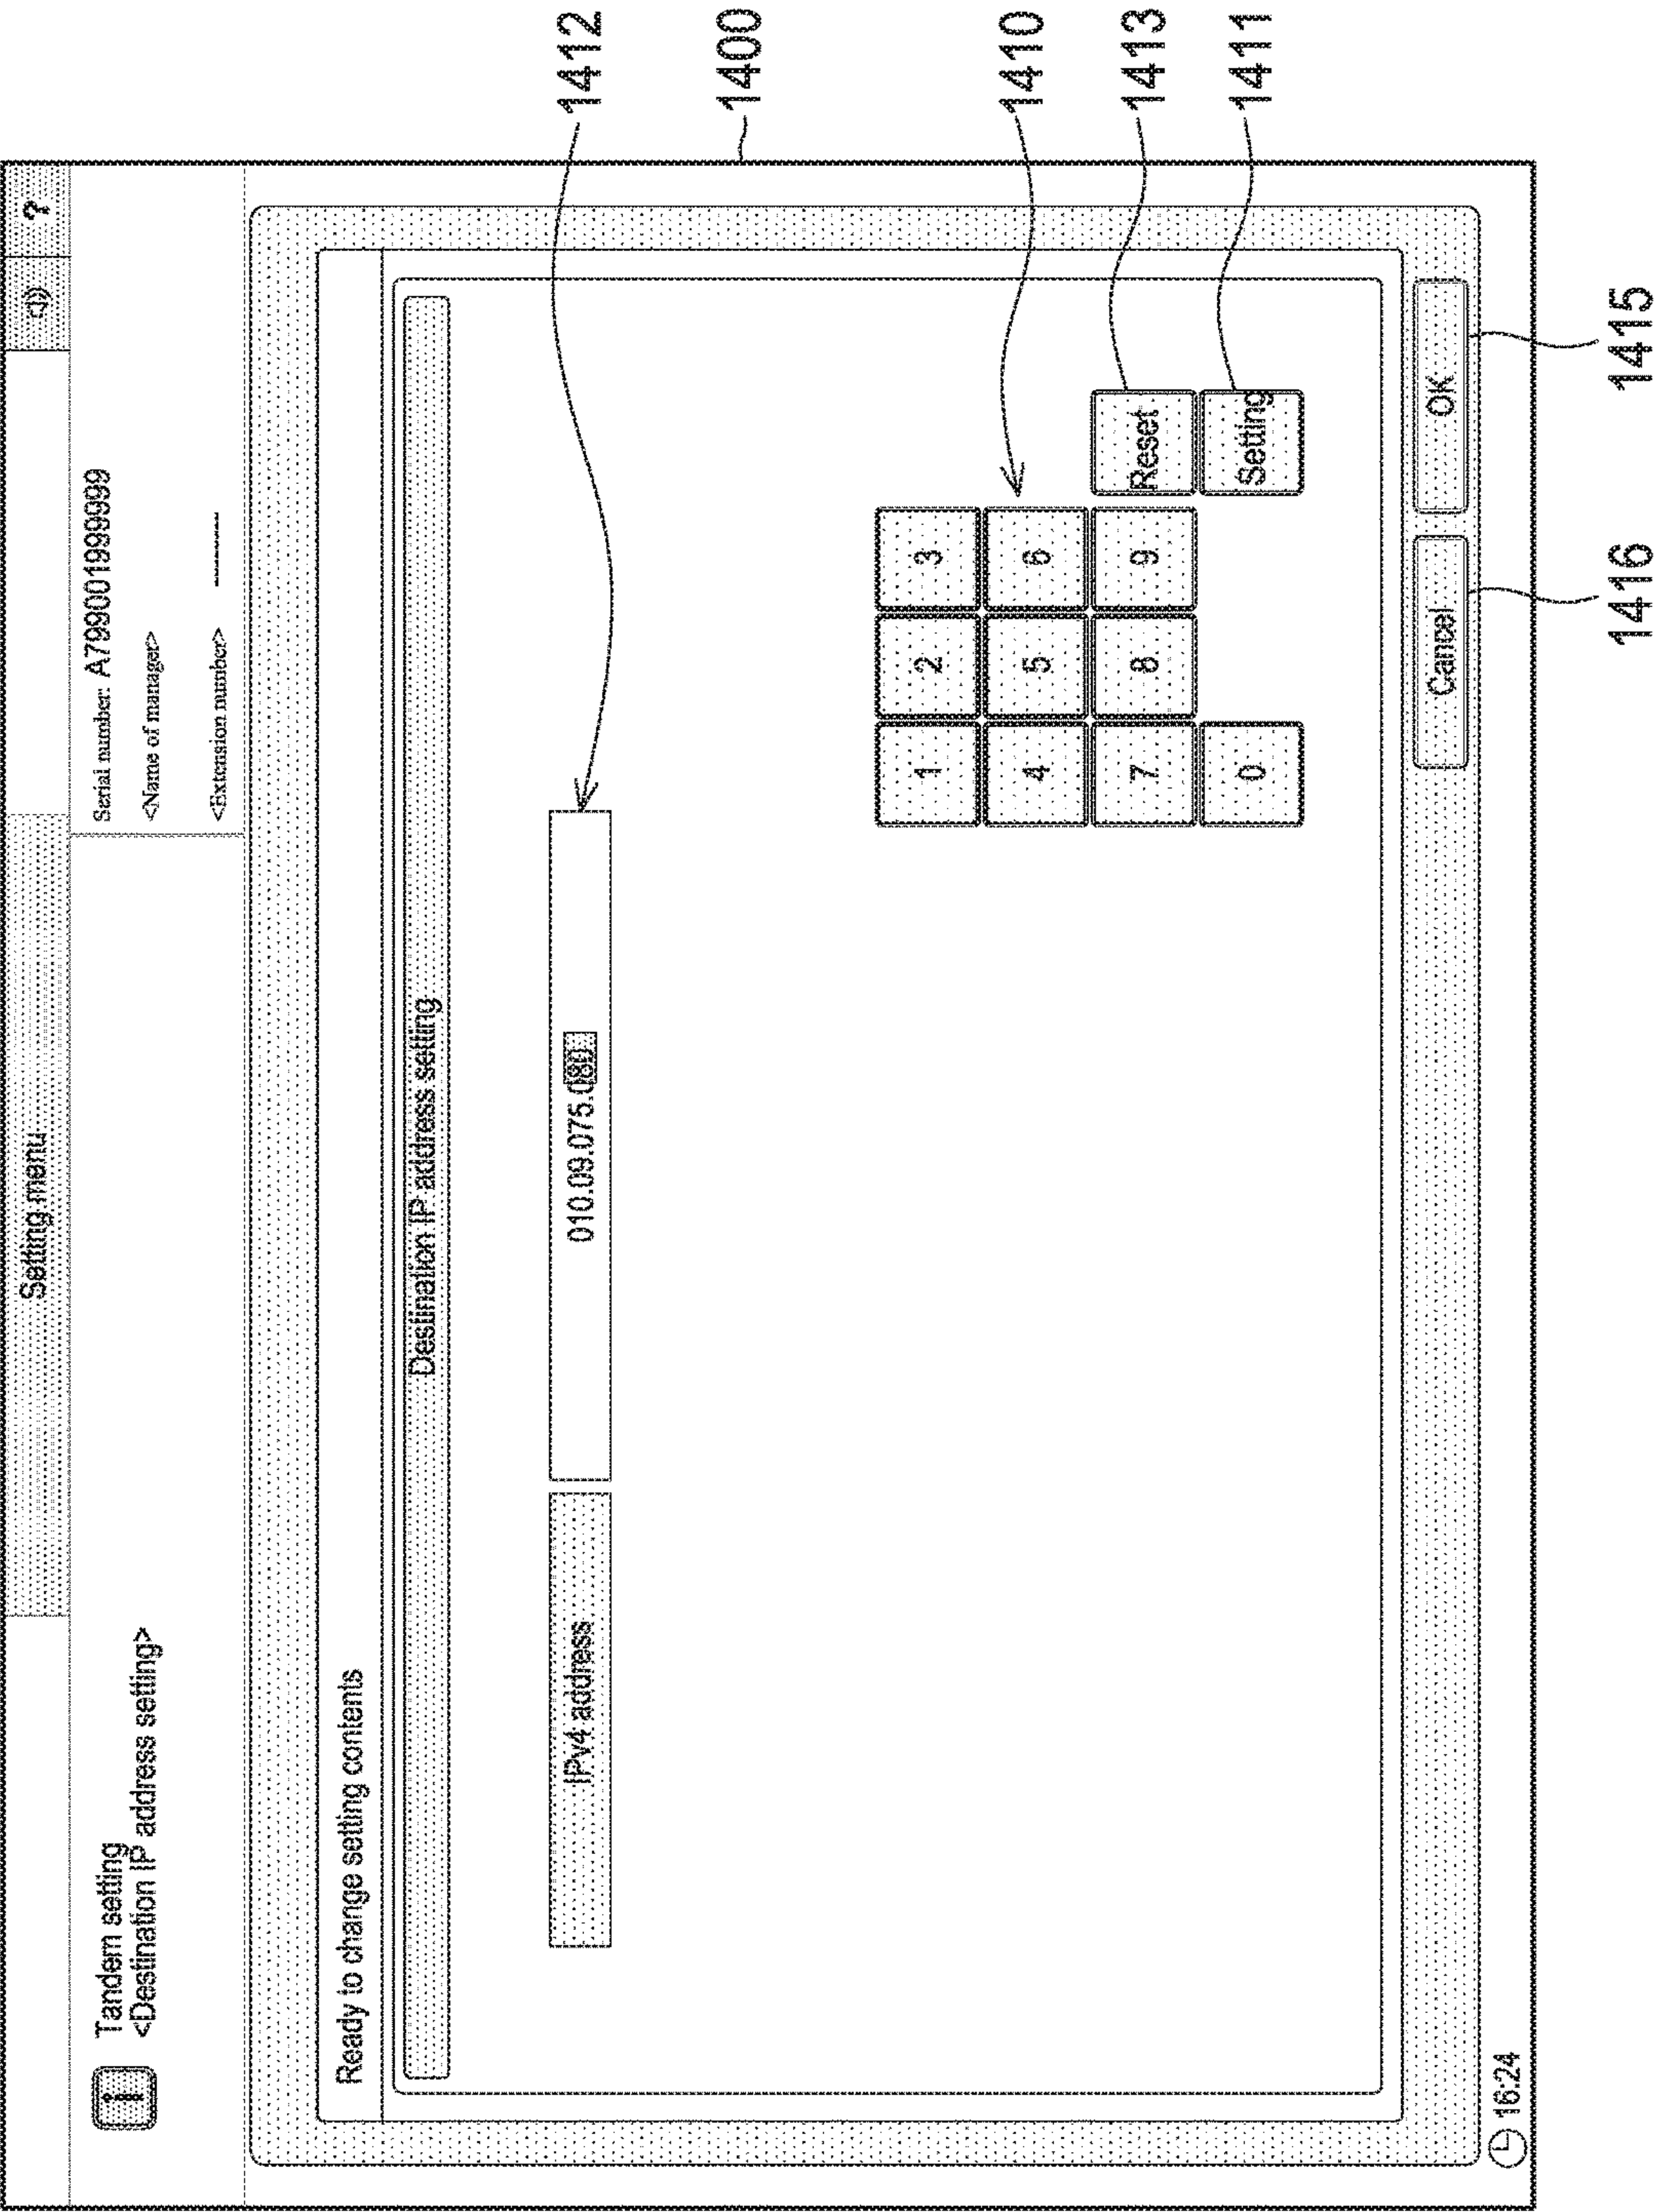 Setting menu
?
i
Tandem setting
<Destination IP address setting>
Serial number: A79900199999
<Name of manager>
<Extension number> --------
Ready to change setting contents
Destination IP address setting
IPv4 address
010.09.075.080
1 2 3
4 5 6
7 8 9 Reset
0 Setting
Cancel OK
16:24
1412
1400
1410
1413
1411
1415
1416